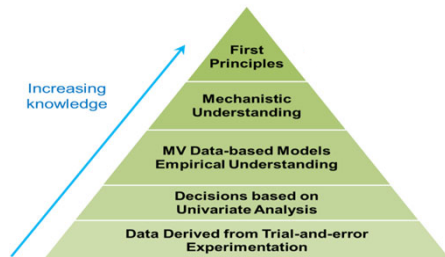 First
Principles
Increasing
knowledge
Mechanistic
Understanding
MV Data-based Models
Empirical Understanding
Decisions based on
Univariate Analysis
Data Derived from Trial-and-error
Experimentation